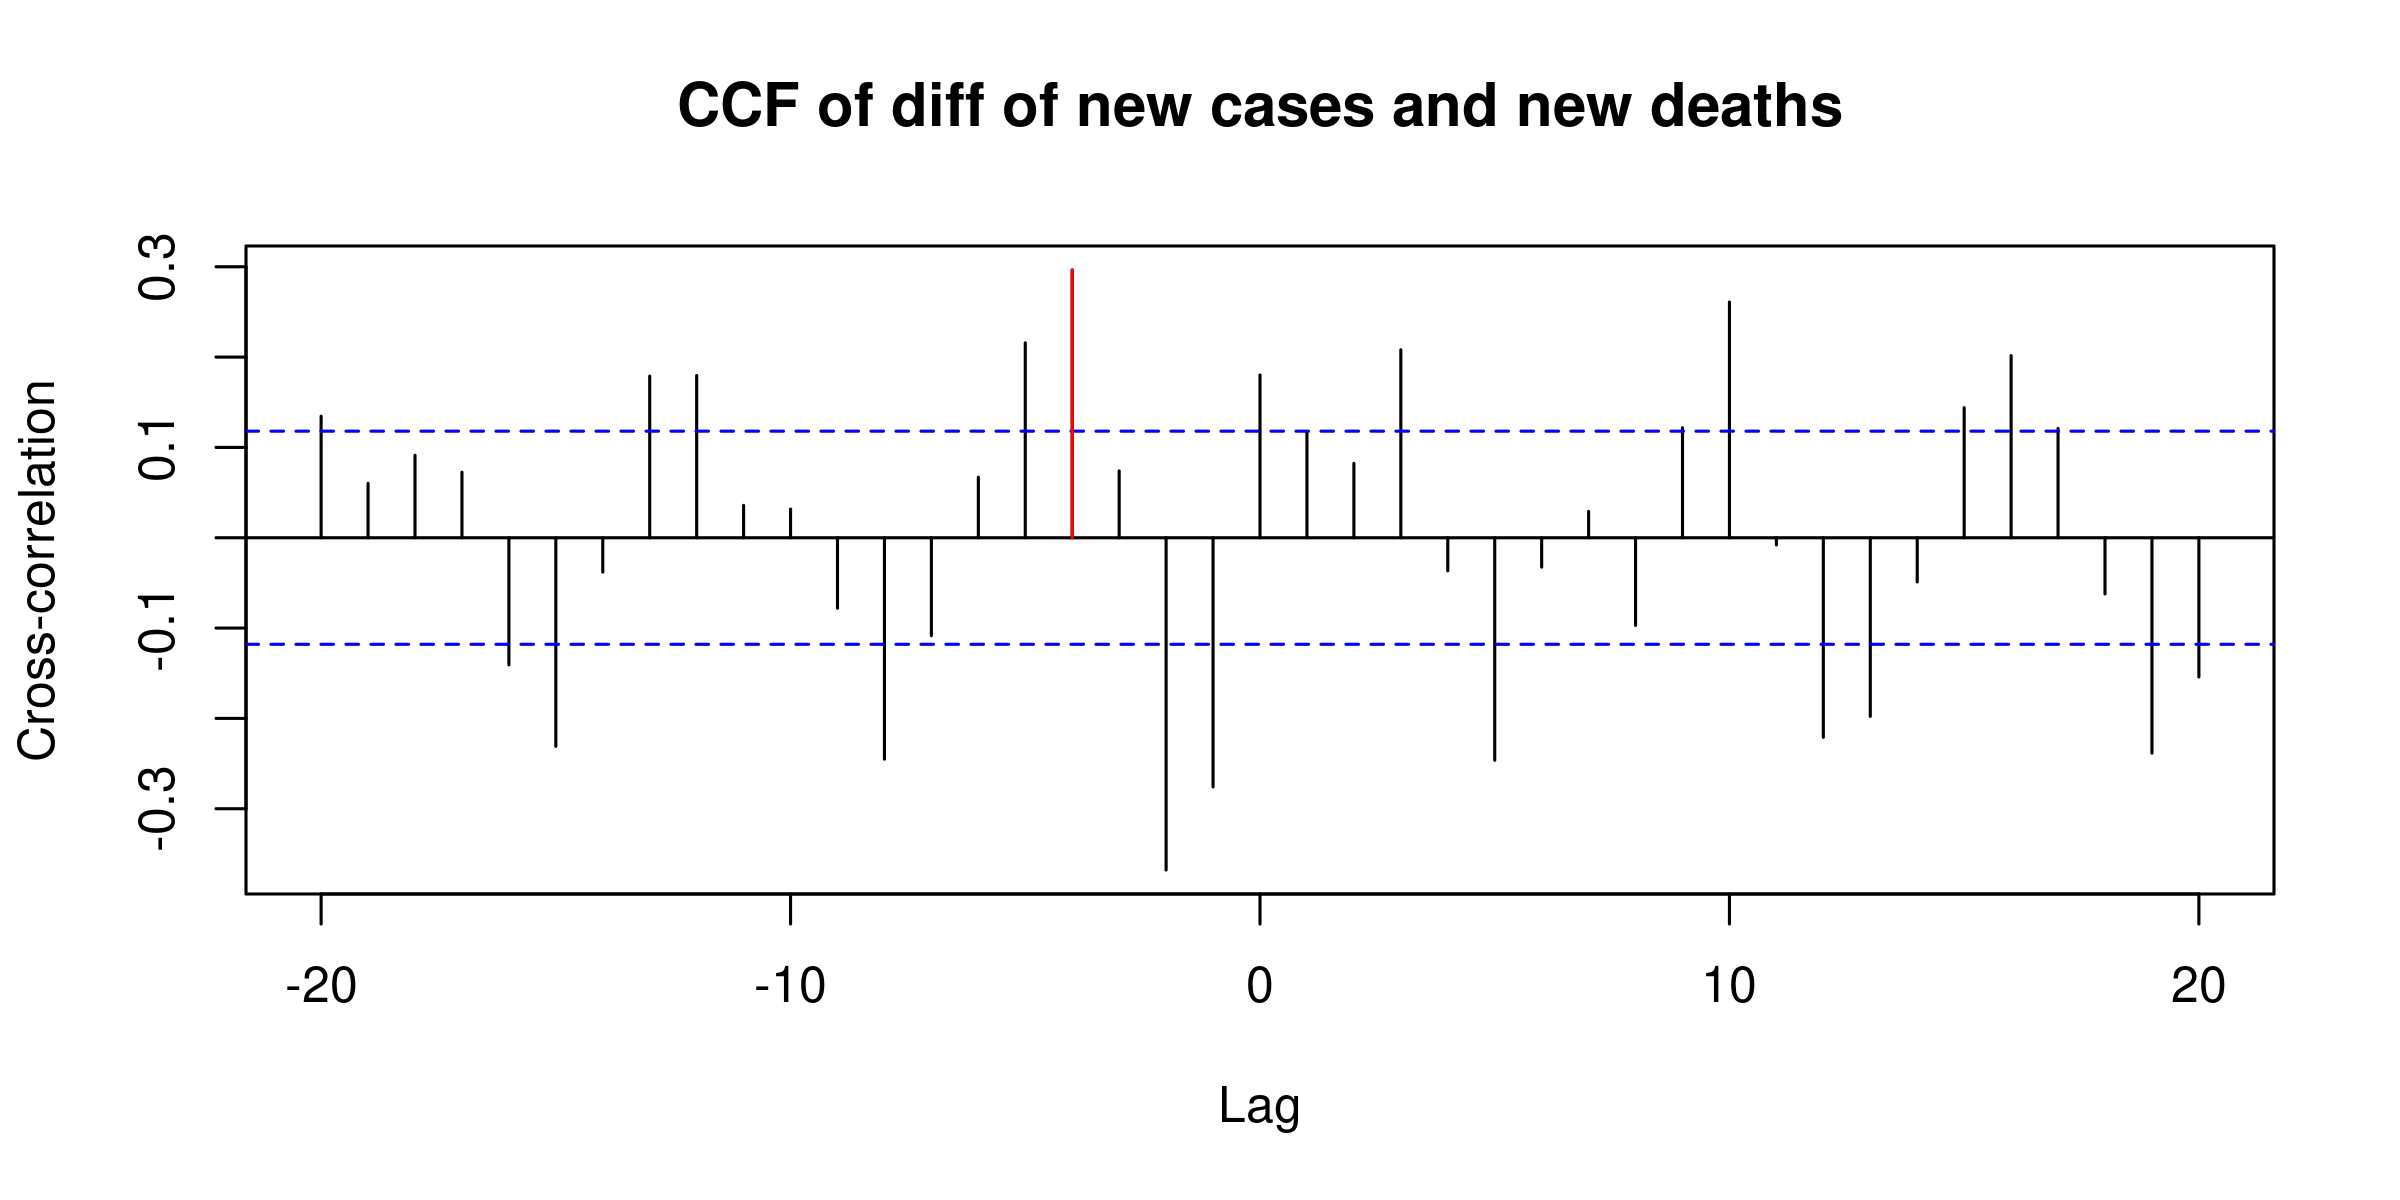 CCF of diff of new cases and new deaths
Cross-correlation
0.3
0.1
-0.1
-0.3
-20 -10 0 10 20
Lag